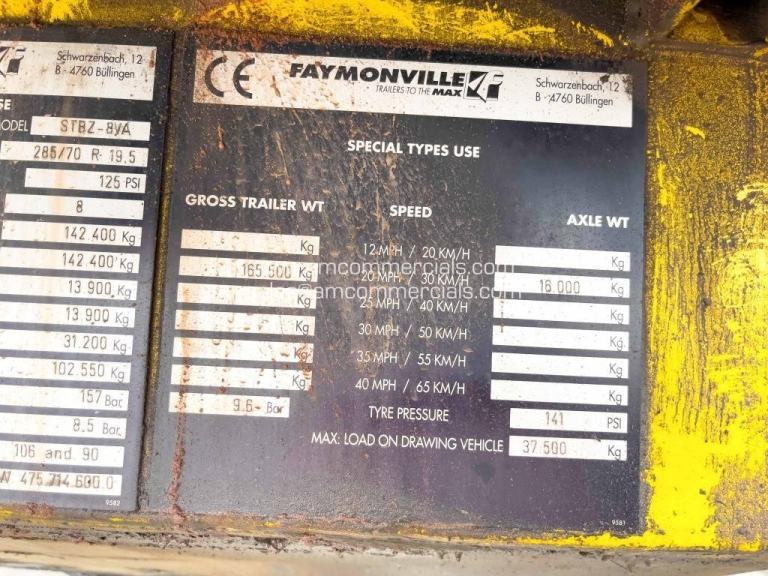 Schwarzenbach, 12
B - 4760 Büllingen
MODEL STBZ-8VA
285/70 R 19.5
125 PSI
8
142 400 Kg
142 400 Kg
13 900 Kg
13 900 Kg
31.200 Kg
102 550 Kg
157 Bar
8.5 Bar
106 and 90
475.714.600.0
9582
CE FAYMONVILLE
TRAILERS TO THE MAX
Schwarzenbach, 12
B - 4760 Büllingen
SPECIAL TYPES USE
GROSS TRAILER WT SPEED AXLE WT
Kg 12 MPH / 20 KM/H Kg
165 500 Kg 20 MPH / 30 KM/H 16 000 Kg
Kg 25 MPH / 40 KM/H Kg
Kg 30 MPH / 50 KM/H Kg
Kg 35 MPH / 55 KM/H Kg
Kg 40 MPH / 65 KM/H Kg
9.6 Bar TYRE PRESSURE 141 PSI
MAX: LOAD ON DRAWING VEHICLE 37.500 Kg
9581
amcommercials.com
amcommercials.com